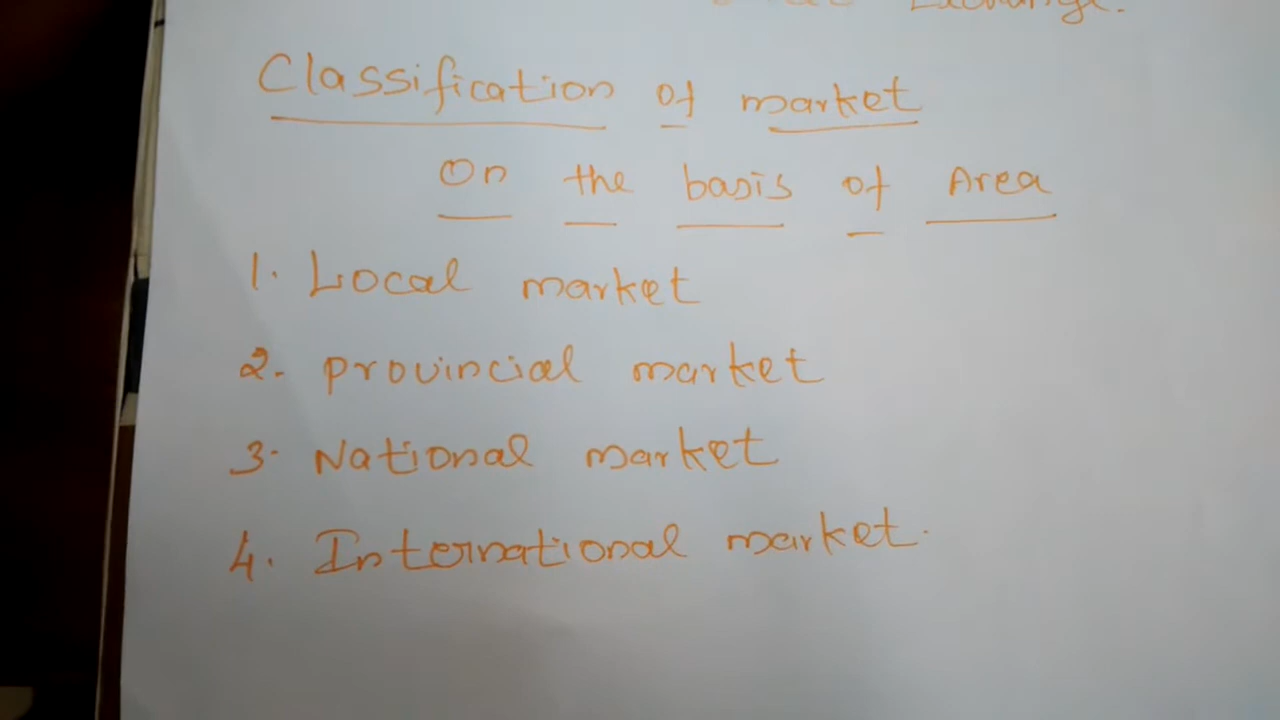 Exchange.
Classification of market
On the basis of Area
1. Local market
2. provincial market
3. National market
4. International market.